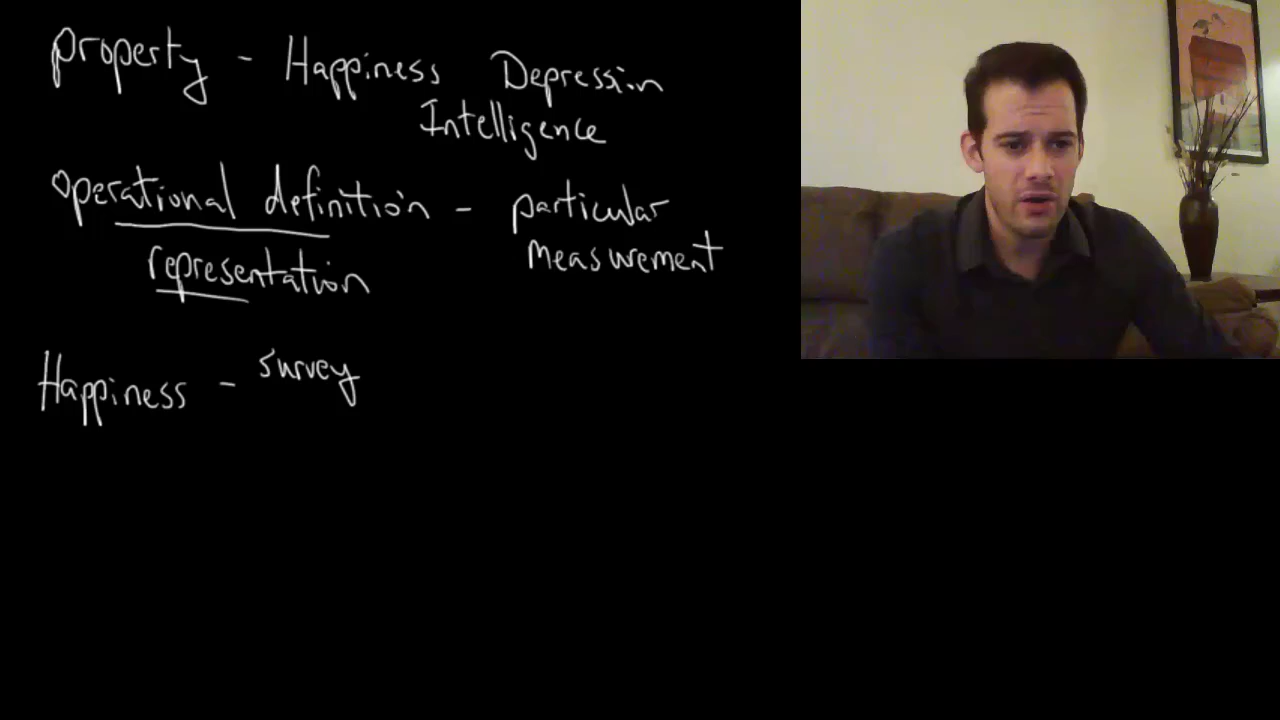 property - Happiness Depression
Intelligence
Operational definition - particular
measurement
representation
Happiness - survey